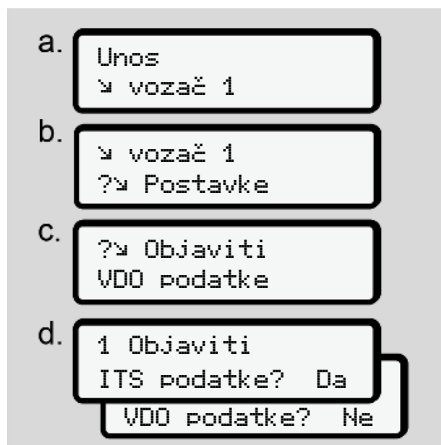 a.
Unos
↘ vozač 1
b.
↘ vozač 1
?↘ Postavke
c.
?↘ Objaviti
VDO podatke
d.
1 Objaviti
ITS podatke? Da
VDO podatke? Ne